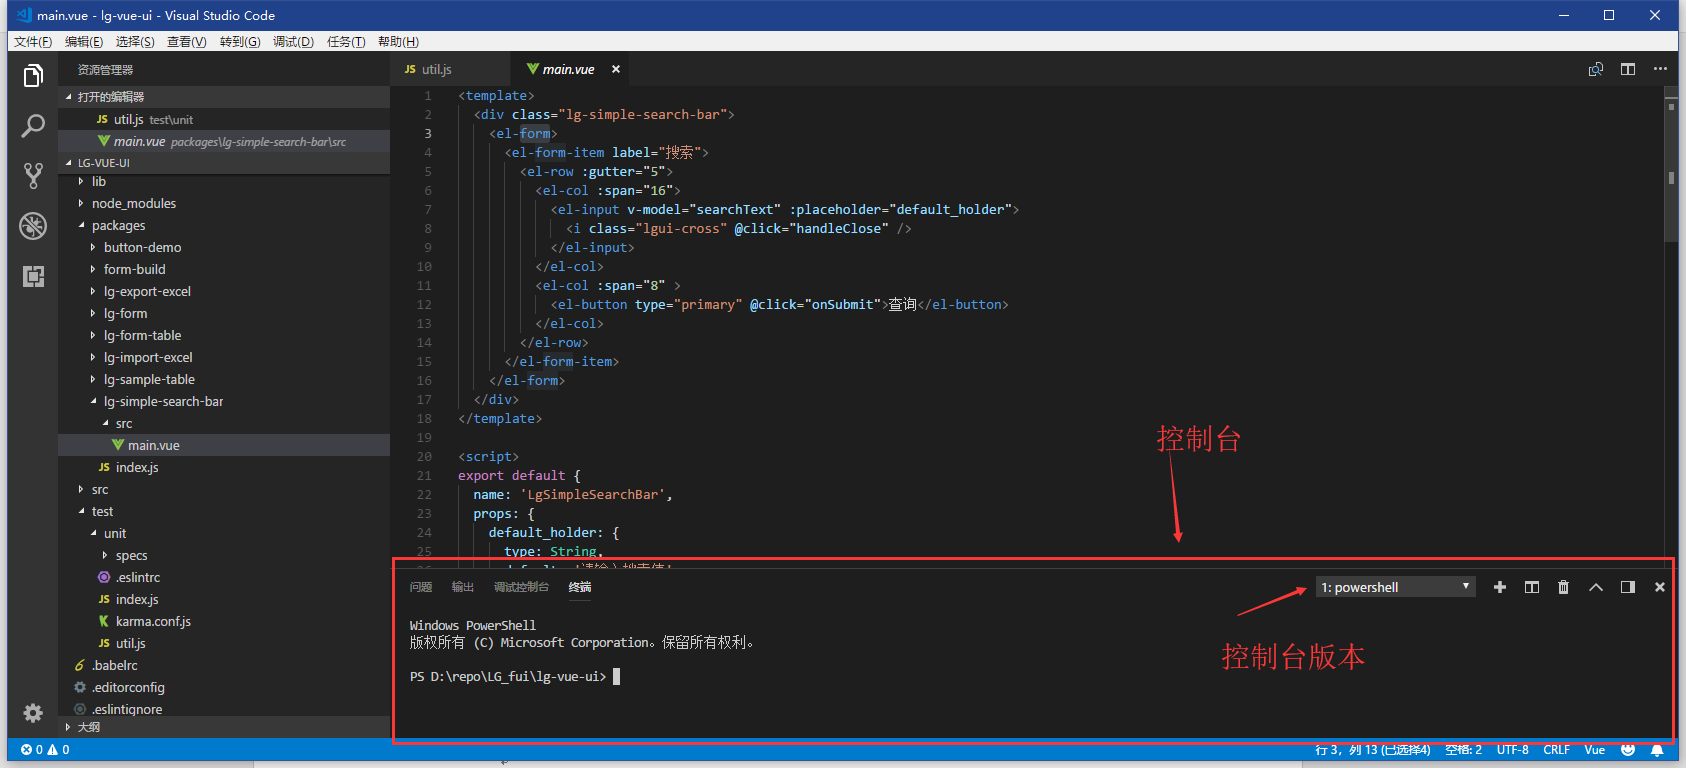 main.vue - lg-vue-ui - Visual Studio Code
文件(F) 编辑(E) 选择(S) 查看(V) 转到(G) 调试(D) 任务(T) 帮助(H)
资源管理器
打开的编辑器
JS util.js test\unit
main.vue packages\lg-simple-search-bar\src
LG-VUE-UI
lib
node_modules
packages
button-demo
form-build
lg-export-excel
lg-form
lg-form-table
lg-import-excel
lg-sample-table
lg-simple-search-bar
src
main.vue
JS index.js
src
test
unit
specs
.eslintrc
JS index.js
karma.conf.js
JS util.js
.babelrc
.editorconfig
.eslintignore
大纲
JS util.js
main.vue
1 <template>
2 <div class="lg-simple-search-bar">
3 <el-form>
4 <el-form-item label="搜索">
5 <el-row :gutter="5">
6 <el-col :span="16">
7 <el-input v-model="searchText" :placeholder="default_holder">
8 <i class="lgui-cross" @click="handleClose" />
9 </el-input>
10 </el-col>
11 <el-col :span="8" >
12 <el-button type="primary" @click="onSubmit">查询</el-button>
13 </el-col>
14 </el-row>
15 </el-form-item>
16 </el-form>
17 </div>
18 </template>
19
20 <script>
21 export default {
22 name: 'LgSimpleSearchBar',
23 props: {
24 default_holder: {
25 type: String,
控制台
问题 输出 调试控制台 终端
1: powershell
Windows PowerShell
版权所有 (C) Microsoft Corporation。保留所有权利。
PS D:\repo\LG_fui\lg-vue-ui>
控制台版本
0 0
行 3，列 13 (已选择4) 空格: 2 UTF-8 CRLF Vue